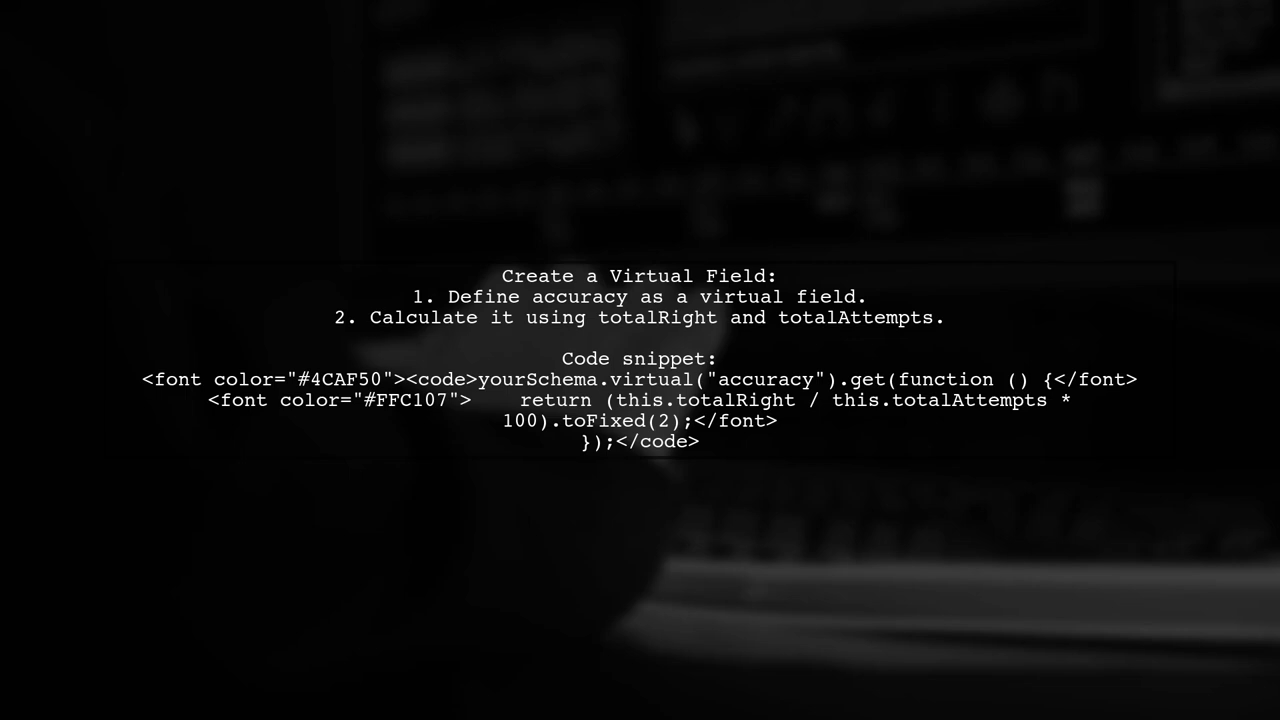 Create a Virtual Field:
1. Define accuracy as a virtual field.
2. Calculate it using totalRight and totalAttempts.
Code snippet:
<font color="#4CAF50"><code>yourSchema.virtual("accuracy").get(function () {</font>
<font color="#FFC107">    return (this.totalRight / this.totalAttempts *
100).toFixed(2);</font>
});</code>